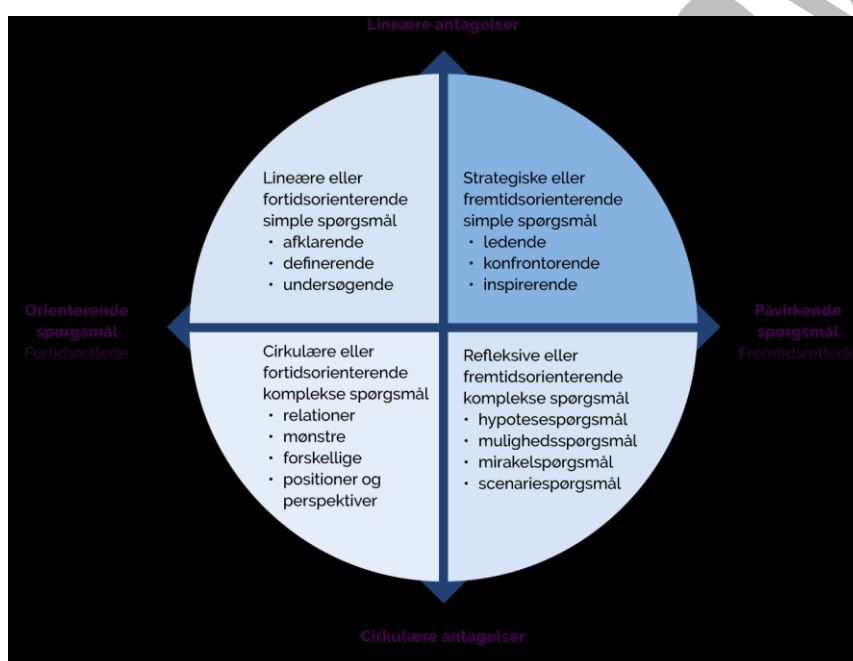 Lineære antagelser
Lineære eller
fortidsorienterende
simple spørgsmål
· afklarende
· definerende
· undersøgende
Strategiske eller
fremtidsorienterende
simple spørgsmål
· ledende
· konfrontorende
· inspirerende
Orienterende
spørgsmål
Fortidsrettede
Påvirkende
spørgsmål
Fremtidsrettede
Cirkulære eller
fortidsorienterende
komplekse spørgsmål
· relationer
· mønstre
· forskellige
· positioner og
perspektiver
Refleksive eller
fremtidsorienterende
komplekse spørgsmål
· hypotesespørgsmål
· mulighedsspørgsmål
· mirakelspørgsmål
· scenariespørgsmål
Cirkulære antagelser